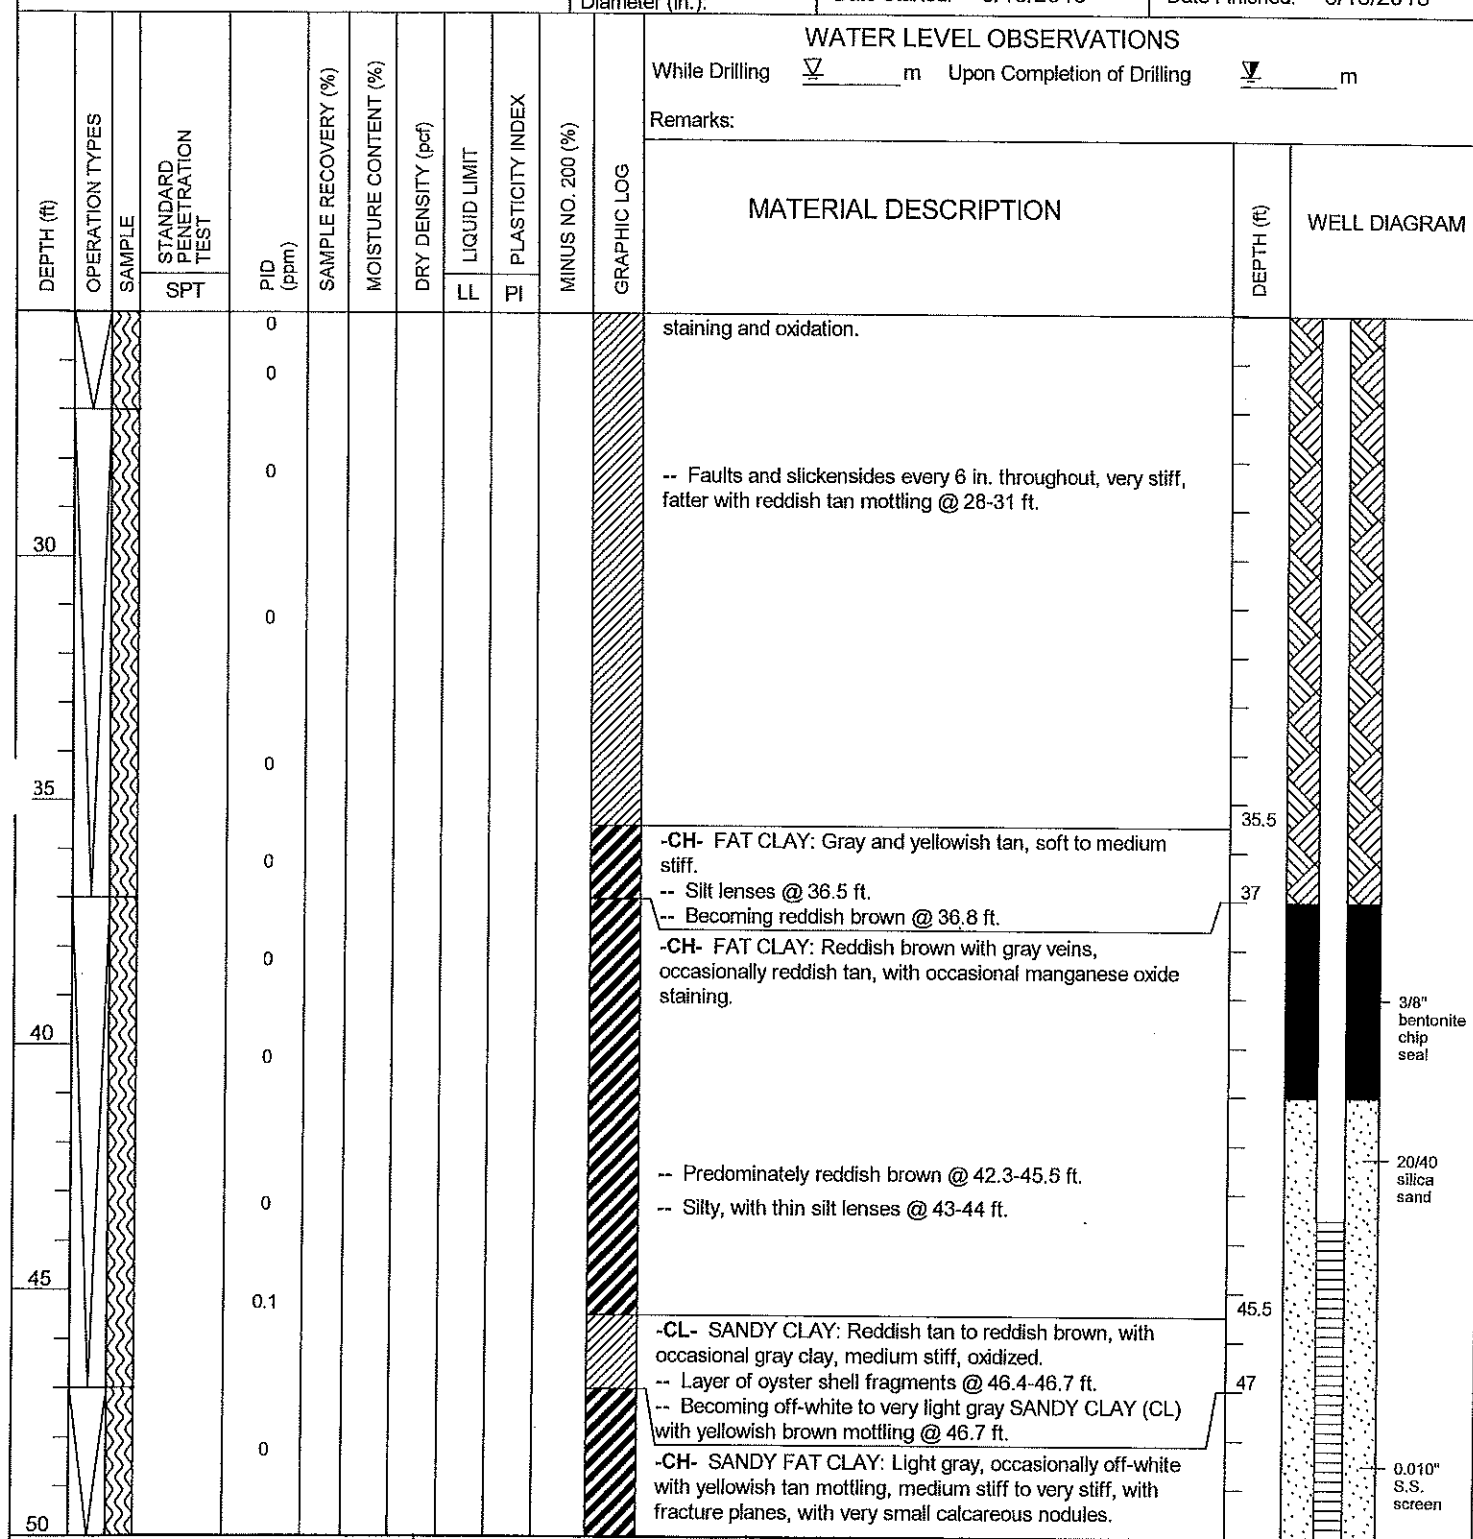 Diameter (in.):
WATER LEVEL OBSERVATIONS
While Drilling m Upon Completion of Drilling m
Remarks:
DEPTH (ft)
OPERATION TYPES
SAMPLE
STANDARD
PENETRATION
TEST
SPT
PID
(ppm)
SAMPLE RECOVERY (%)
MOISTURE CONTENT (%)
DRY DENSITY (pcf)
LIQUID LIMIT
LL
PLASTICITY INDEX
PI
MINUS NO. 200 (%)
GRAPHIC LOG
MATERIAL DESCRIPTION
DEPTH (ft)
WELL DIAGRAM
0
staining and oxidation.
0
0
-- Faults and slickensides every 6 in. throughout, very stiff,
fatter with reddish tan mottling @ 28-31 ft.
30
0
0
35
35.5
-CH- FAT CLAY: Gray and yellowish tan, soft to medium
stiff.
0
-- Silt lenses @ 36.5 ft.
37
-- Becoming reddish brown @ 36.8 ft.
-CH- FAT CLAY: Reddish brown with gray veins,
0
occasionally reddish tan, with occasional manganese oxide
staining.
3/8"
bentonite
chip
seal
40
0
-- Predominately reddish brown @ 42.3-45.5 ft.
20/40
silica
sand
0
-- Silty, with thin silt lenses @ 43-44 ft.
45
0.1
45.5
-CL- SANDY CLAY: Reddish tan to reddish brown, with
occasional gray clay, medium stiff, oxidized.
-- Layer of oyster shell fragments @ 46.4-46.7 ft.
47
-- Becoming off-white to very light gray SANDY CLAY (CL)
with yellowish brown mottling @ 46.7 ft.
0
-CH- SANDY FAT CLAY: Light gray, occasionally off-white
with yellowish tan mottling, medium stiff to very stiff, with
fracture planes, with very small calcareous nodules.
0.010"
S.S.
screen
50